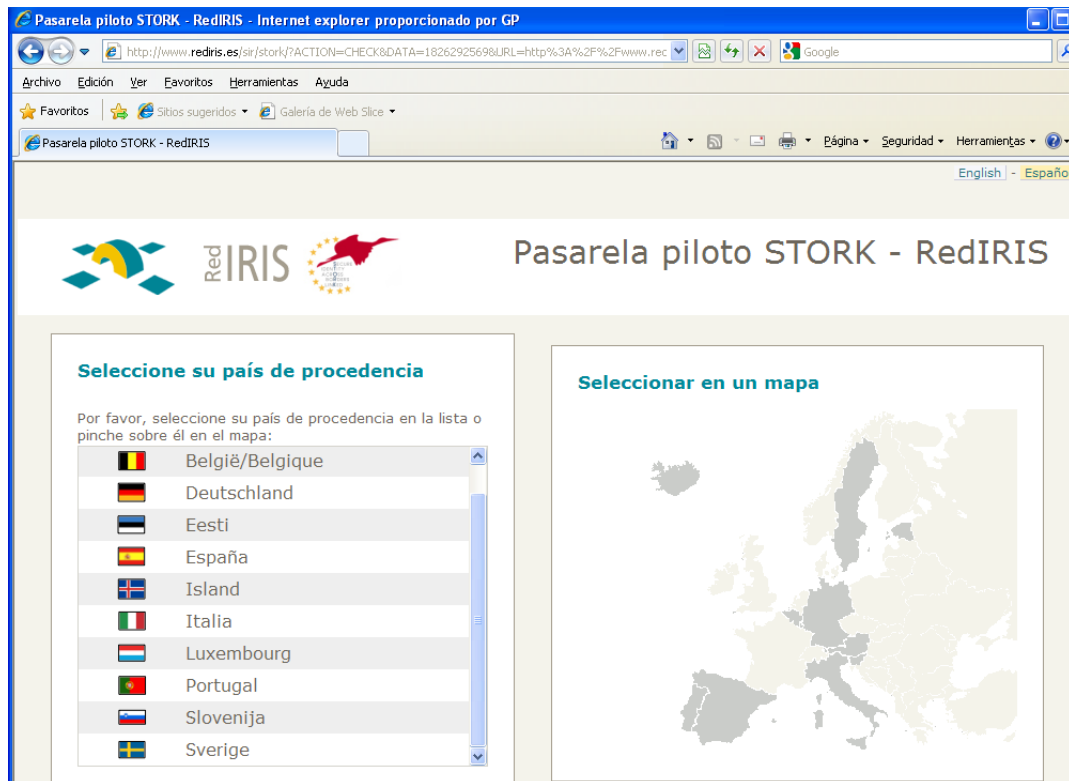 Pasarela piloto STORK - RedIRIS - Internet explorer proporcionado por GP
http://www.rediris.es/sir/stork/?ACTION=CHECK&DATA=1826292569&URL=http%3A%2F%2Fwww.rec
Google
Archivo Edición Ver Favoritos Herramientas Ayuda
Favoritos Sitios sugeridos Galería de Web Slice
Pasarela piloto STORK - RedIRIS
Página Seguridad Herramientas
English - Españo
Red IRIS
Pasarela piloto STORK - RedIRIS
Seleccione su país de procedencia
Por favor, seleccione su país de procedencia en la lista o
pinche sobre él en el mapa:
België/Belgique
Deutschland
Eesti
España
Island
Italia
Luxembourg
Portugal
Slovenija
Sverige
Seleccionar en un mapa